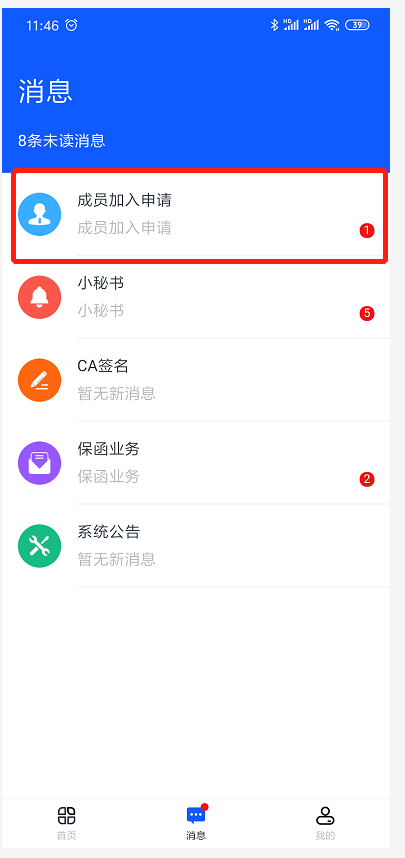 11:46 HD HD 39
消息
8条未读消息
成员加入申请
成员加入申请 1
小秘书
小秘书 5
CA签名
暂无新消息
保函业务
保函业务 2
系统公告
暂无新消息
首页 消息 我的